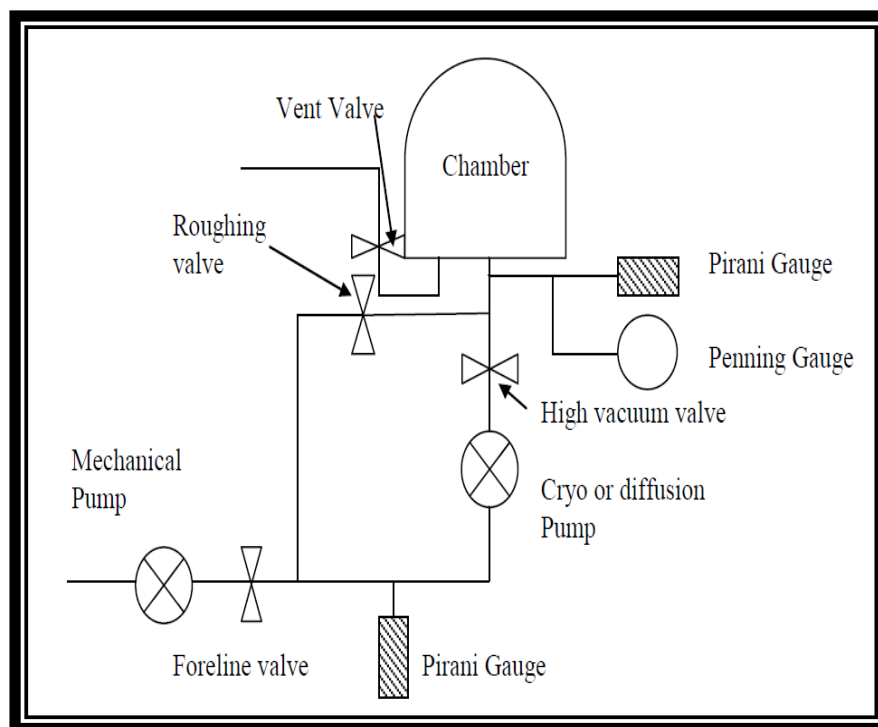 Vent Valve
Chamber
Roughing
valve
Pirani Gauge
Penning Gauge
High vacuum valve
Mechanical
Pump
Cryo or diffusion
Pump
Foreline valve
Pirani Gauge